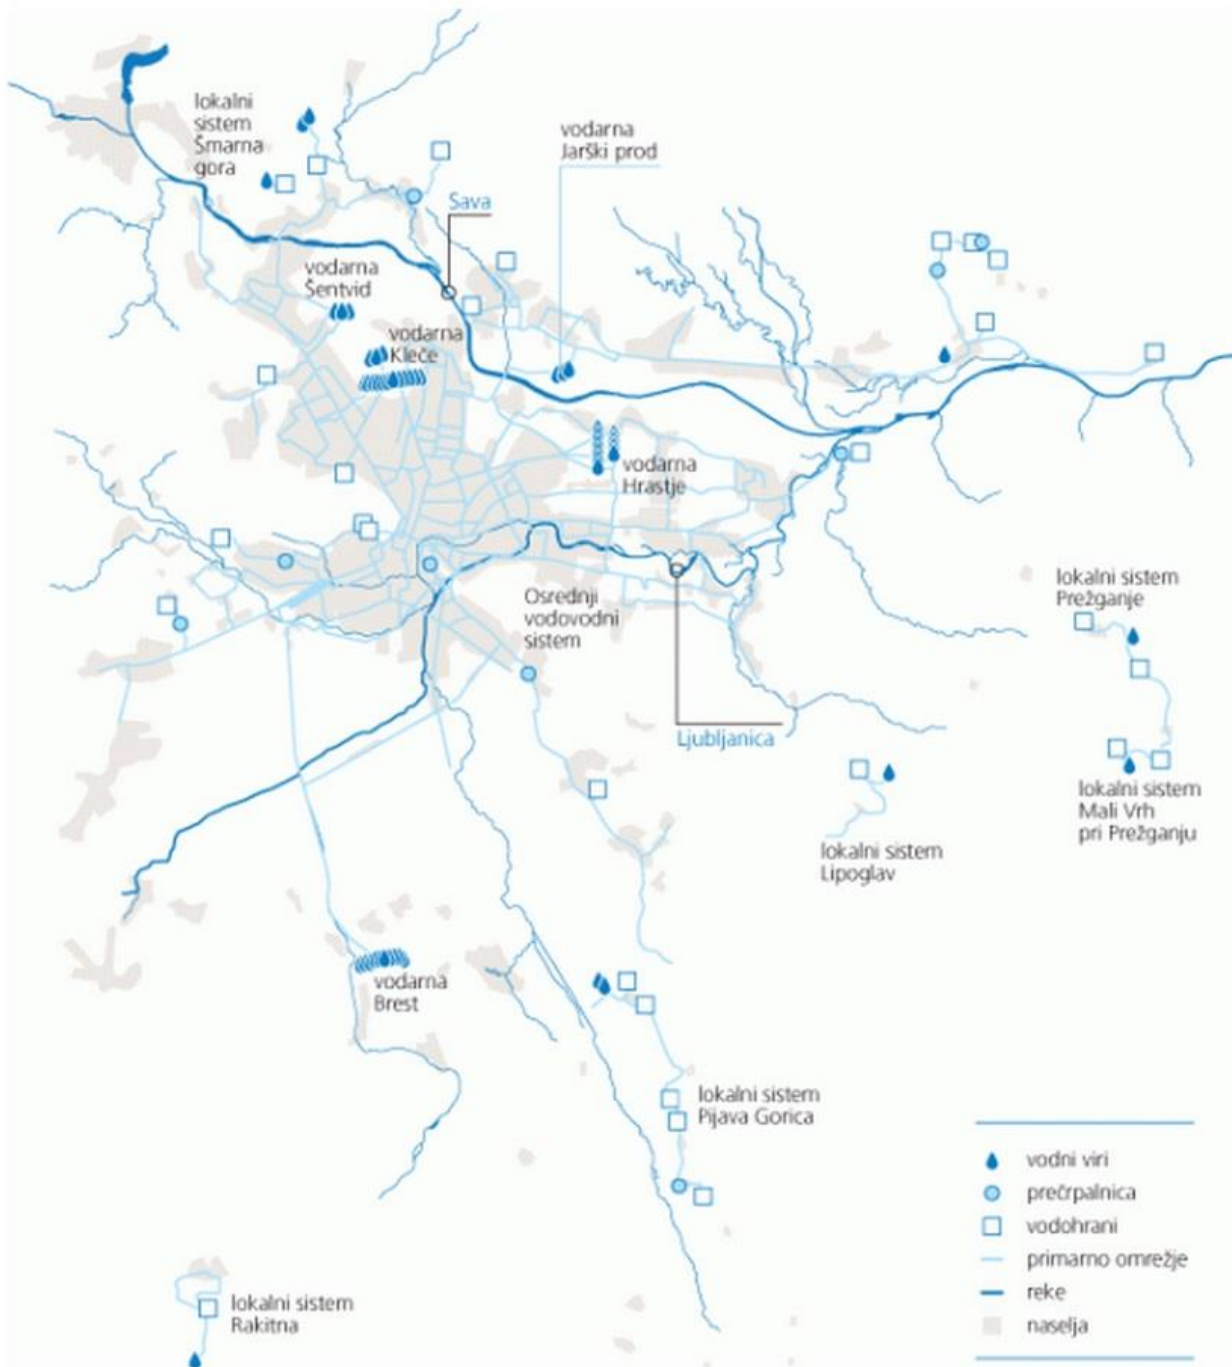 lokalni
sistem
Šmarna
gora
vodarna
Jarški prod
Sava
vodarna
Šentvid
vodarna
Kleče
vodarna
Hrastje
Osrednji
vodovodni
sistem
Ljubljanica
lokalni sistem
Prežganje
lokalni sistem
Mali Vrh
pri Prežganju
lokalni sistem
Lipoglav
vodarna
Brest
lokalni sistem
Pijava Gorica
lokalni sistem
Rakitna
vodni viri
prečrpalnica
vodohrani
primarno omrežje
reke
naselja